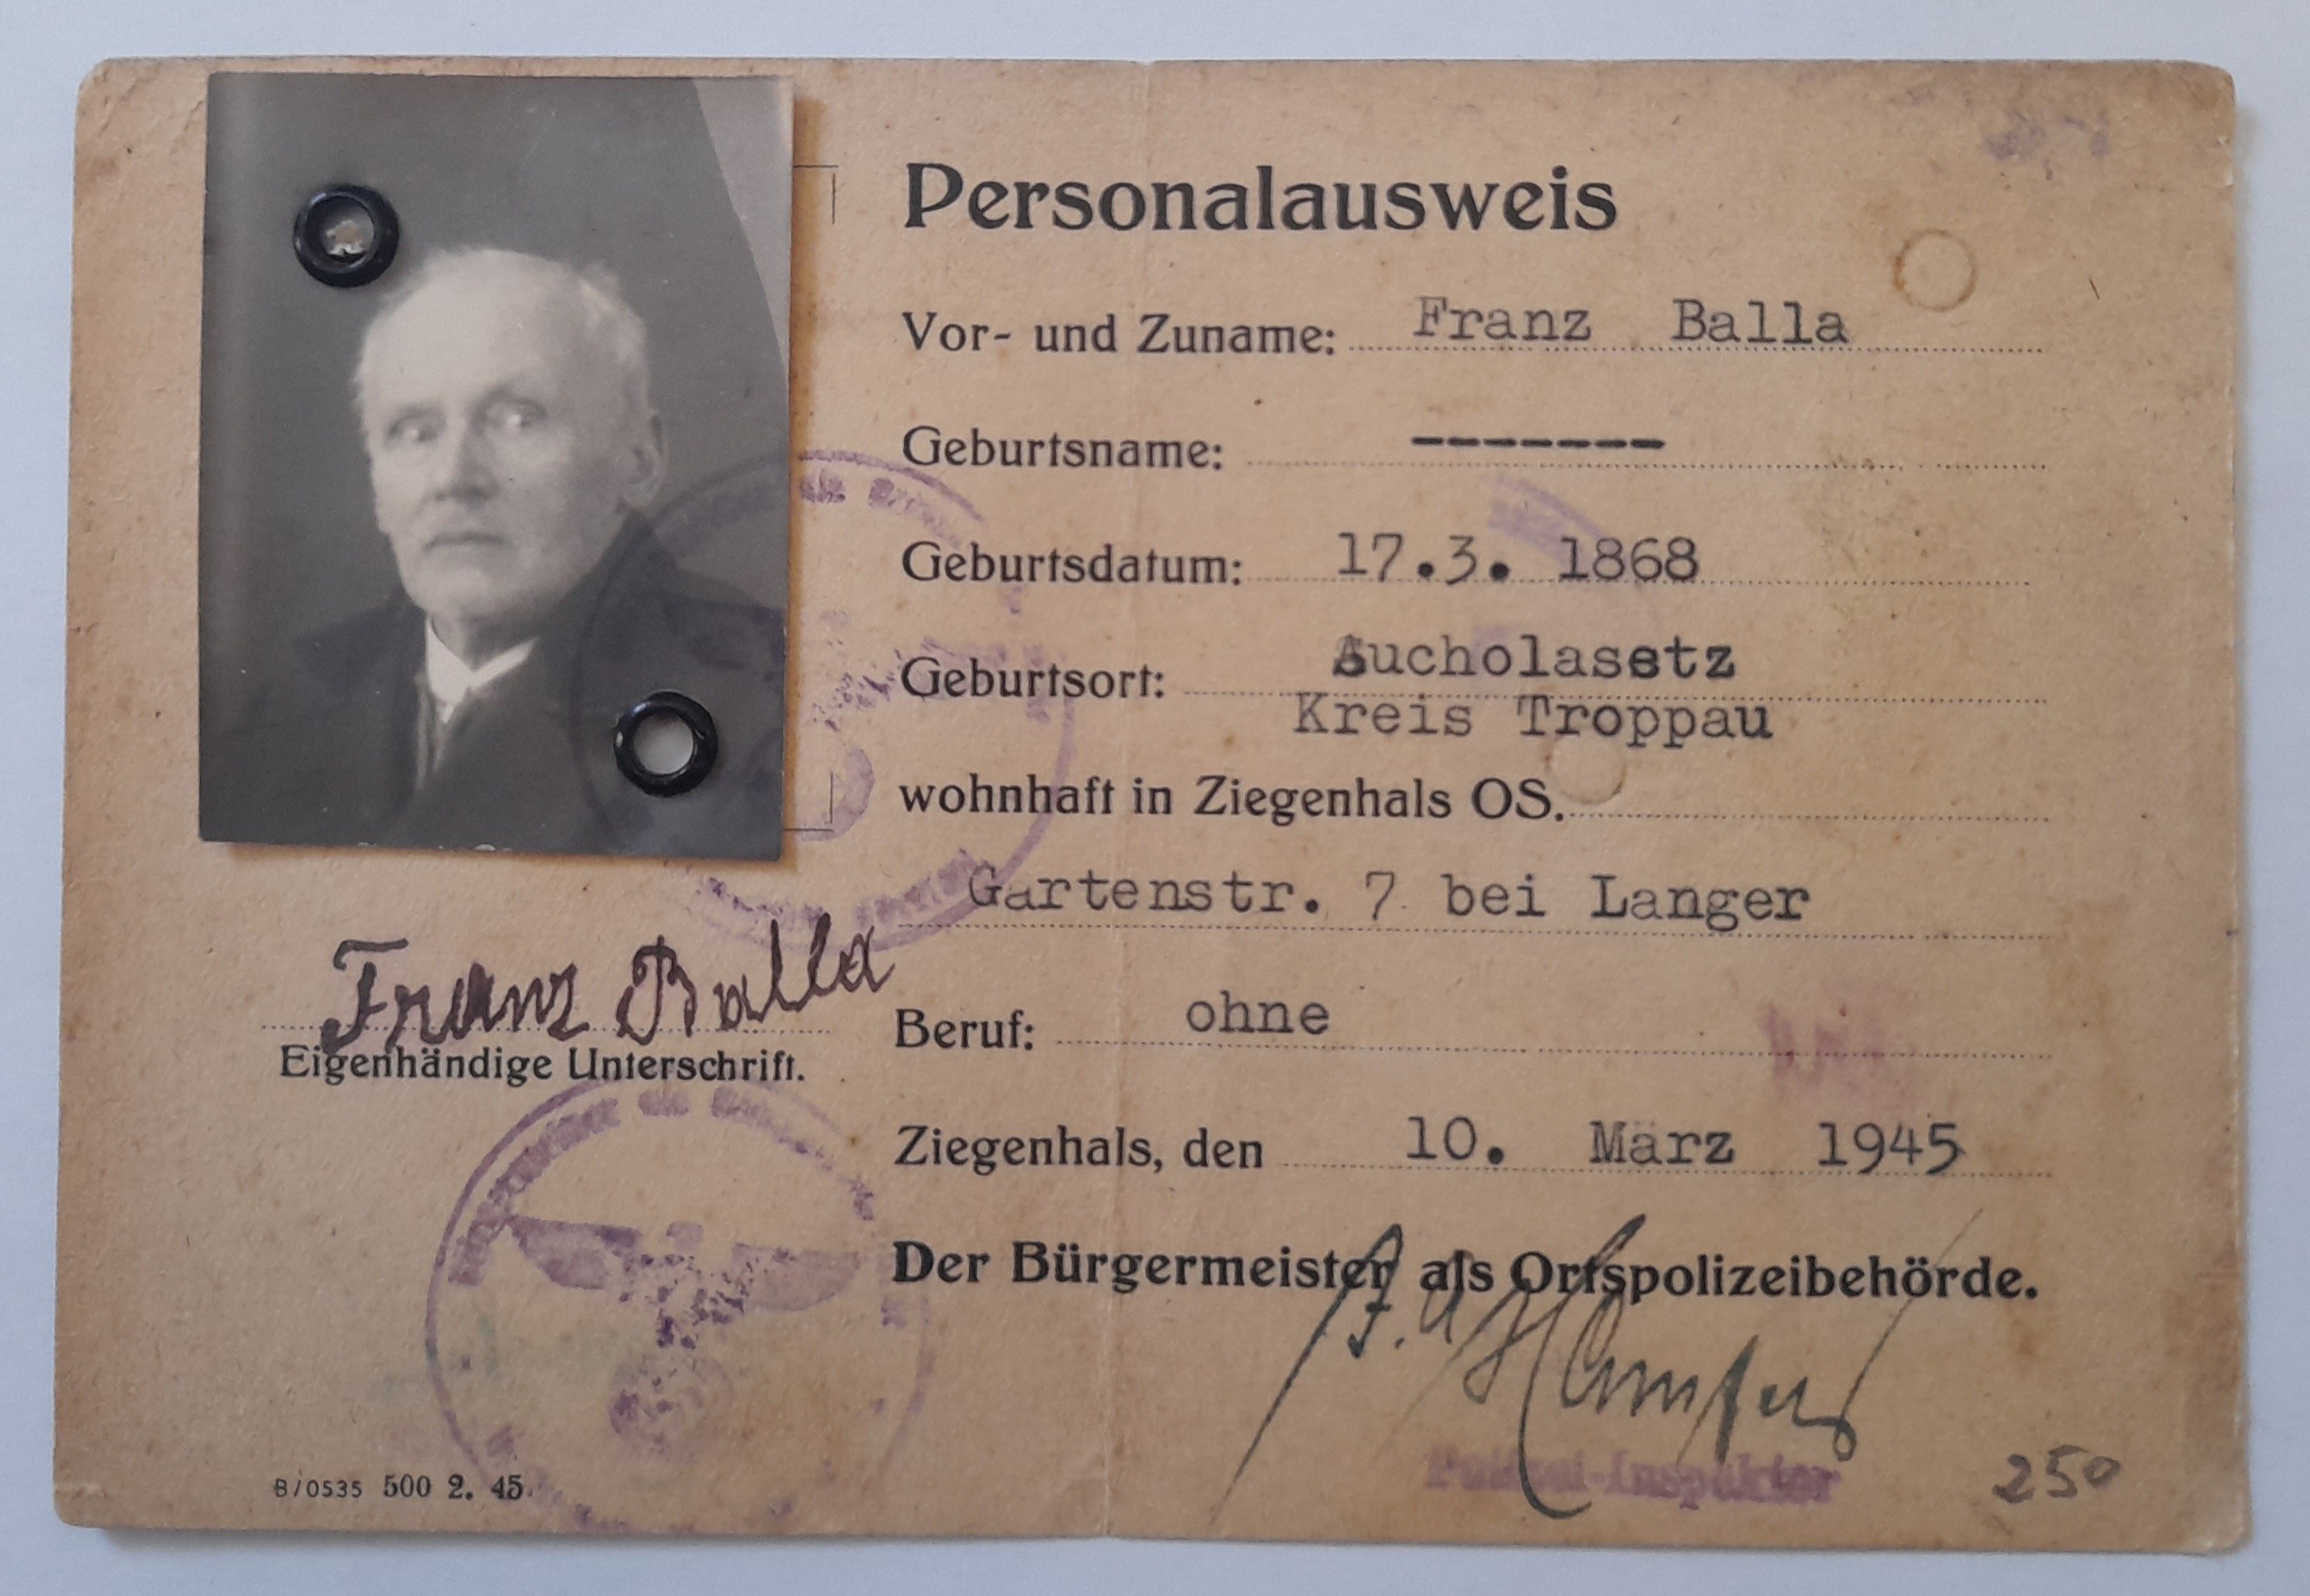 Personalausweis
Vor- und Zuname: Franz Balla
Geburtsname: -------
Geburtsdatum: 17.3. 1868
Geburtsort: Sucholasetz
Kreis Troppau
wohnhaft in Ziegenhals OS.
Gartenstr. 7 bei Langer
Franz Balla
Eigenhändige Unterschrift.
Beruf: ohne
Ziegenhals, den 10. März 1945
Der Bürgermeister als Ortspolizeibehörde.
Polizei-Inspektor
B/0535 500 2. 45.
250